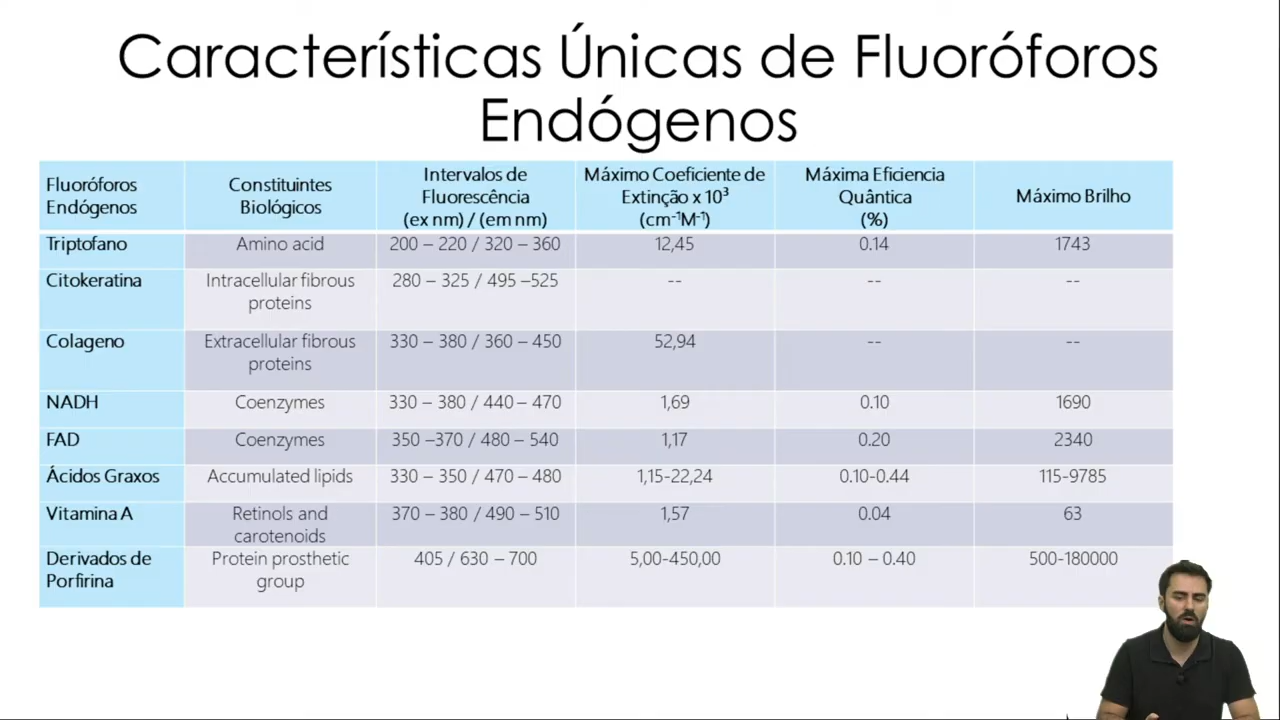 Características Únicas de Fluoróforos
Endógenos
Fluoróforos
Endógenos
Constituintes
Biológicos
Intervalos de
Fluorescência
(ex nm) / (em nm)
Máximo Coeficiente de
Extinção x 10³
(cm⁻¹M⁻¹)
Máxima Eficiencia
Quântica
(%)
Máximo Brilho
Triptofano
Amino acid
200 – 220 / 320 – 360
12,45
0.14
1743
Citokeratina
Intracellular fibrous
proteins
280 – 325 / 495 –525
--
--
--
Colageno
Extracellular fibrous
proteins
330 – 380 / 360 – 450
52,94
--
--
NADH
Coenzymes
330 – 380 / 440 – 470
1,69
0.10
1690
FAD
Coenzymes
350 –370 / 480 – 540
1,17
0.20
2340
Ácidos Graxos
Accumulated lipids
330 – 350 / 470 – 480
1,15-22,24
0.10-0.44
115-9785
Vitamina A
Retinols and
carotenoids
370 – 380 / 490 – 510
1,57
0.04
63
Derivados de
Porfirina
Protein prosthetic
group
405 / 630 – 700
5,00-450,00
0.10 – 0.40
500-180000